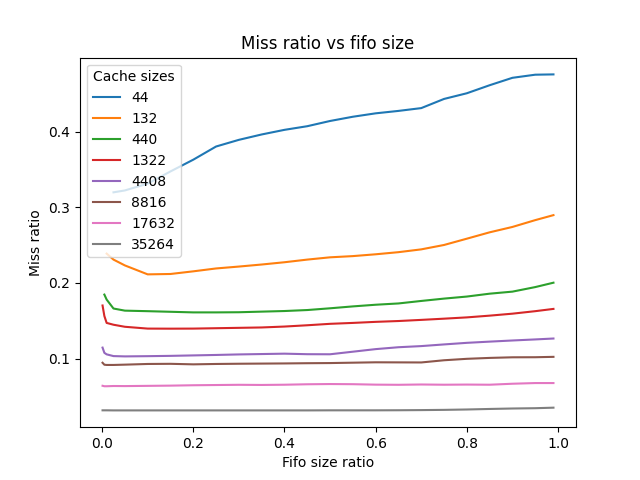 Miss ratio vs fifo size
Cache sizes
44
132
440
1322
4408
8816
17632
35264
Miss ratio
0.4
0.3
0.2
0.1
0.0 0.2 0.4 0.6 0.8 1.0
Fifo size ratio